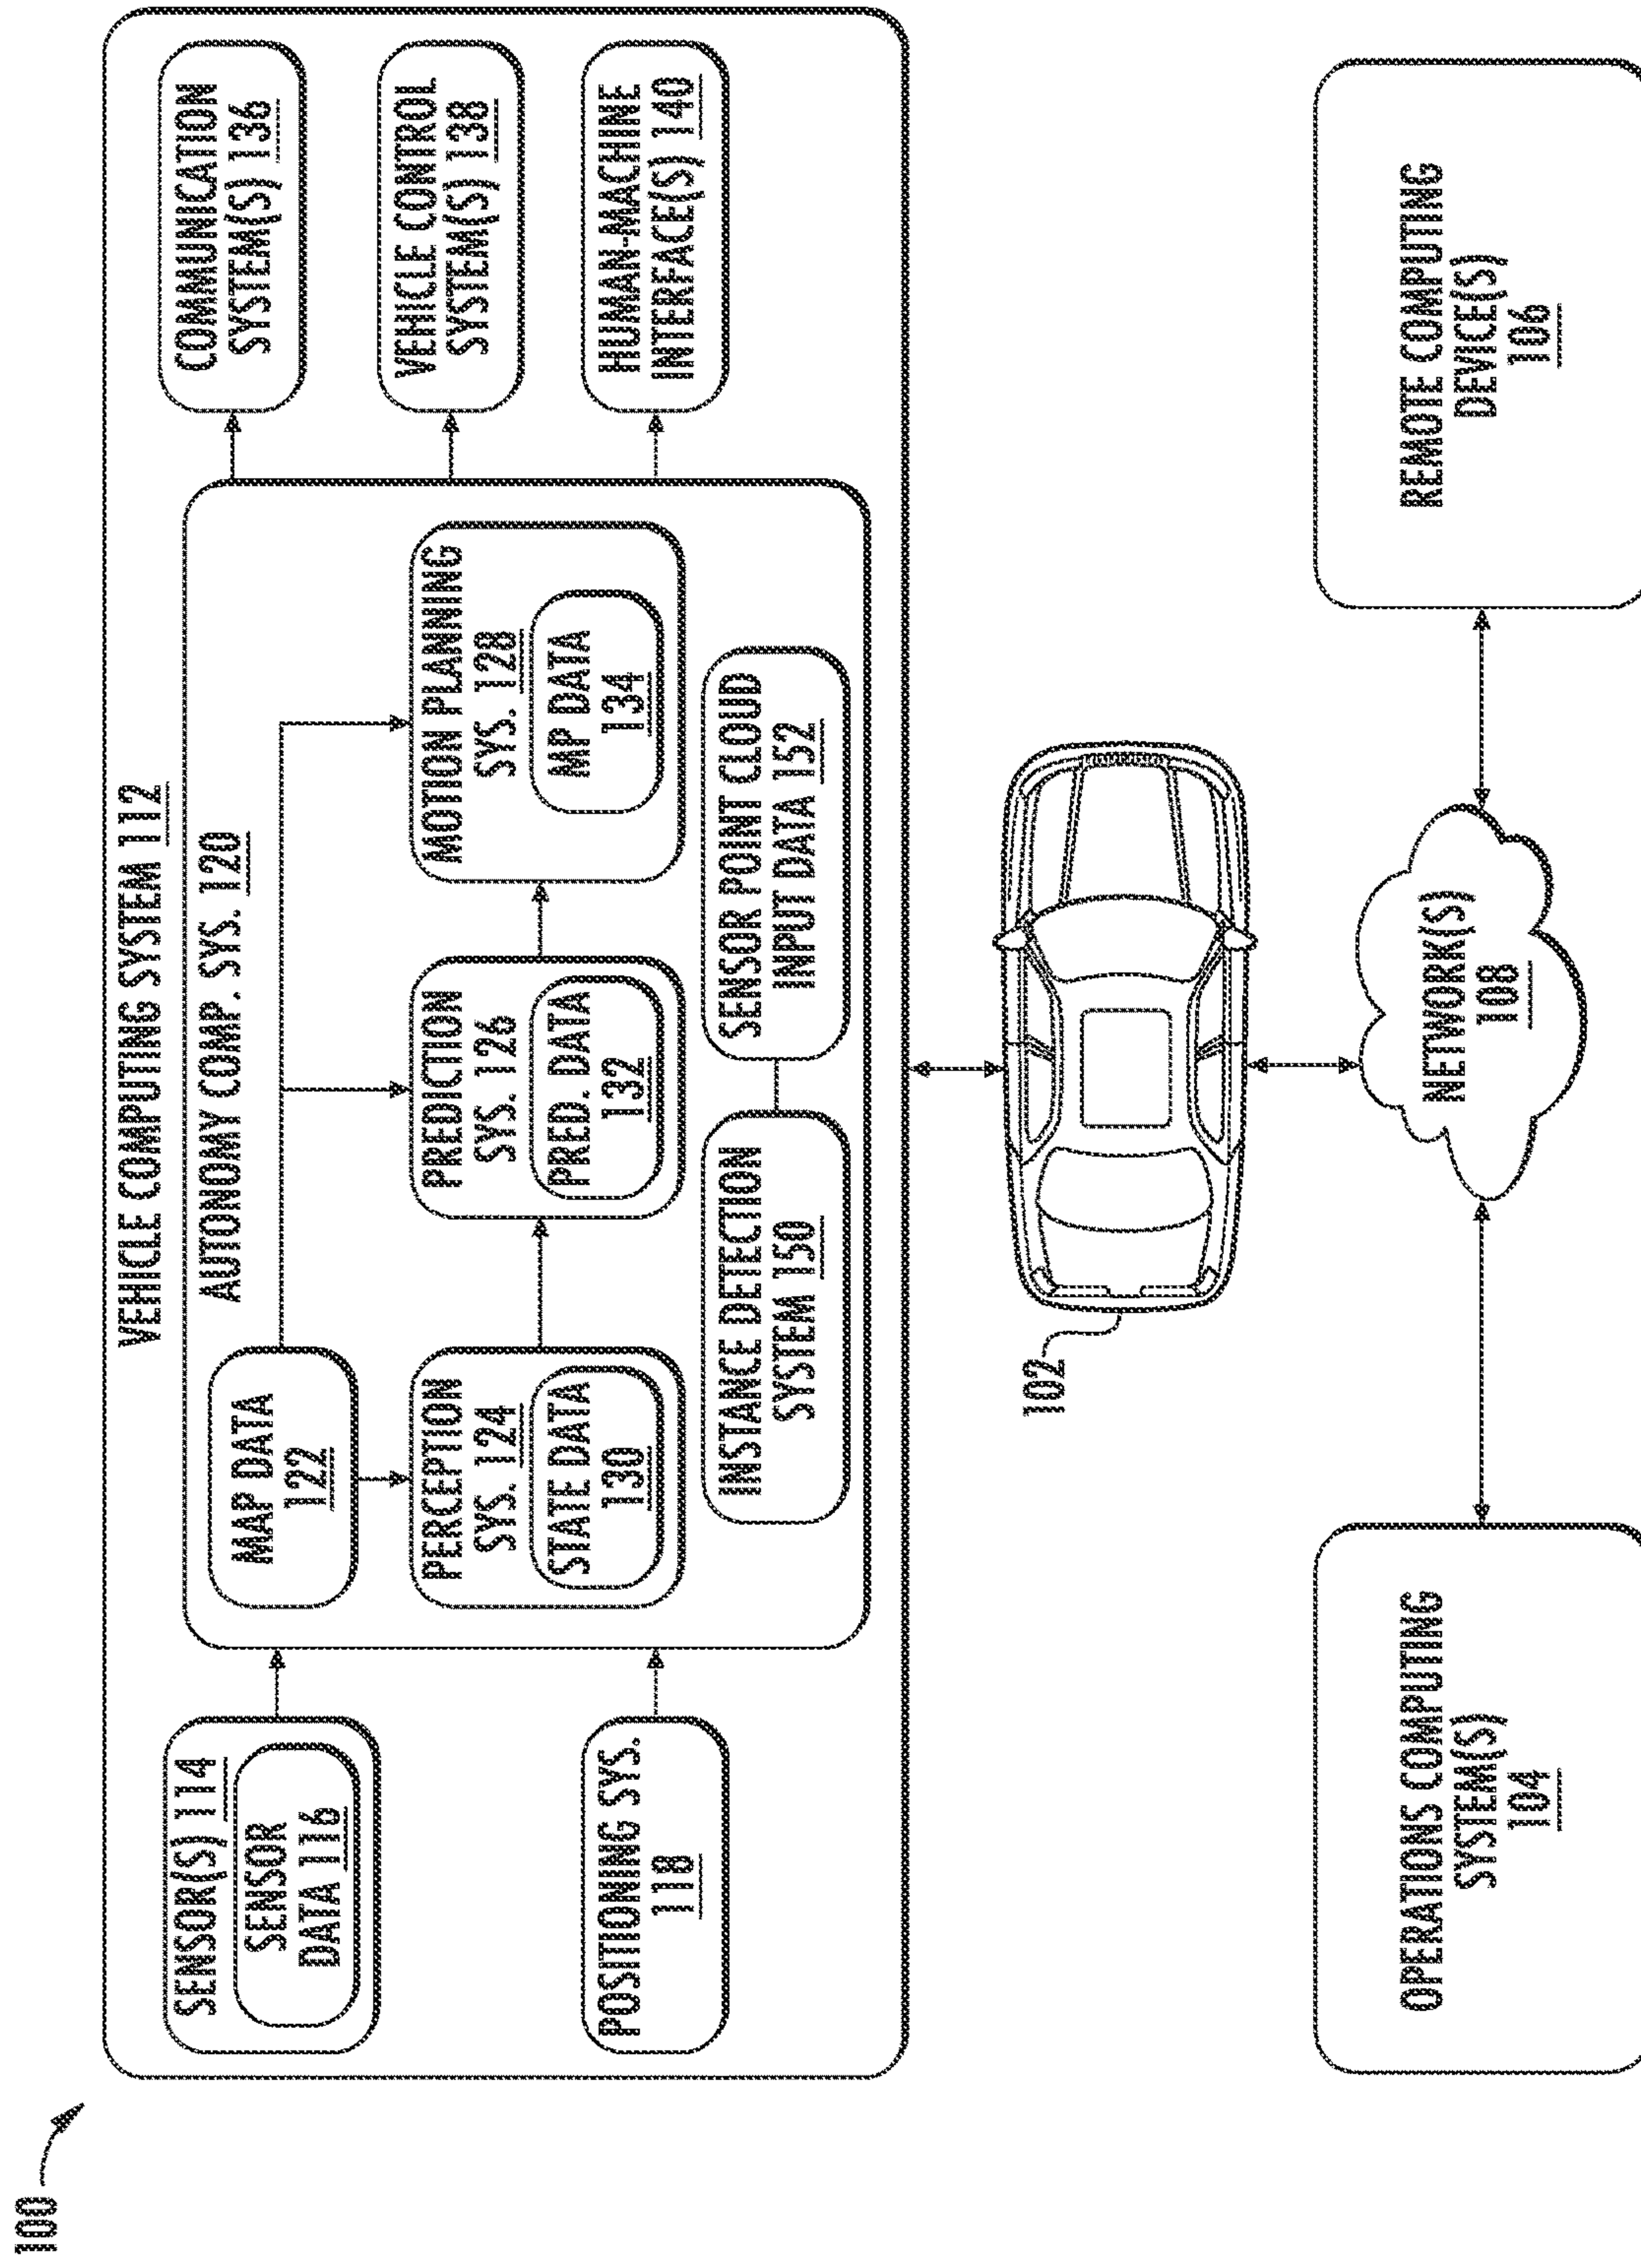 100
VEHICLE COMPUTING SYSTEM 112
SENSOR(S) 114
SENSOR
DATA 116
POSITIONING SYS.
118
AUTONOMY COMP. SYS. 120
MAP DATA
122
PERCEPTION
SYS. 124
STATE DATA
130
PREDICTION
SYS. 126
PRED. DATA
132
MOTION PLANNING
SYS. 128
MP DATA
134
INSTANCE DETECTION
SYSTEM 150
SENSOR POINT CLOUD
INPUT DATA 152
COMMUNICATION
SYSTEM(S) 136
VEHICLE CONTROL
SYSTEM(S) 138
HUMAN-MACHINE
INTERFACE(S) 140
102
OPERATIONS COMPUTING
SYSTEM(S)
104
NETWORK(S)
108
REMOTE COMPUTING
DEVICE(S)
106